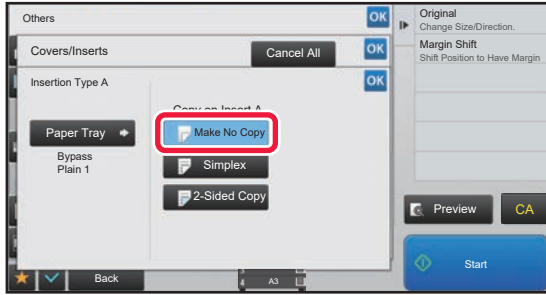 Others
OK
Covers/Inserts
Cancel All
OK
Insertion Type A
OK
Copy on Insert A
Paper Tray
Bypass
Plain 1
Make No Copy
Simplex
2-Sided Copy
Back
A3
Original
Change Size/Direction.
Margin Shift
Shift Position to Have Margin
Preview
CA
Start